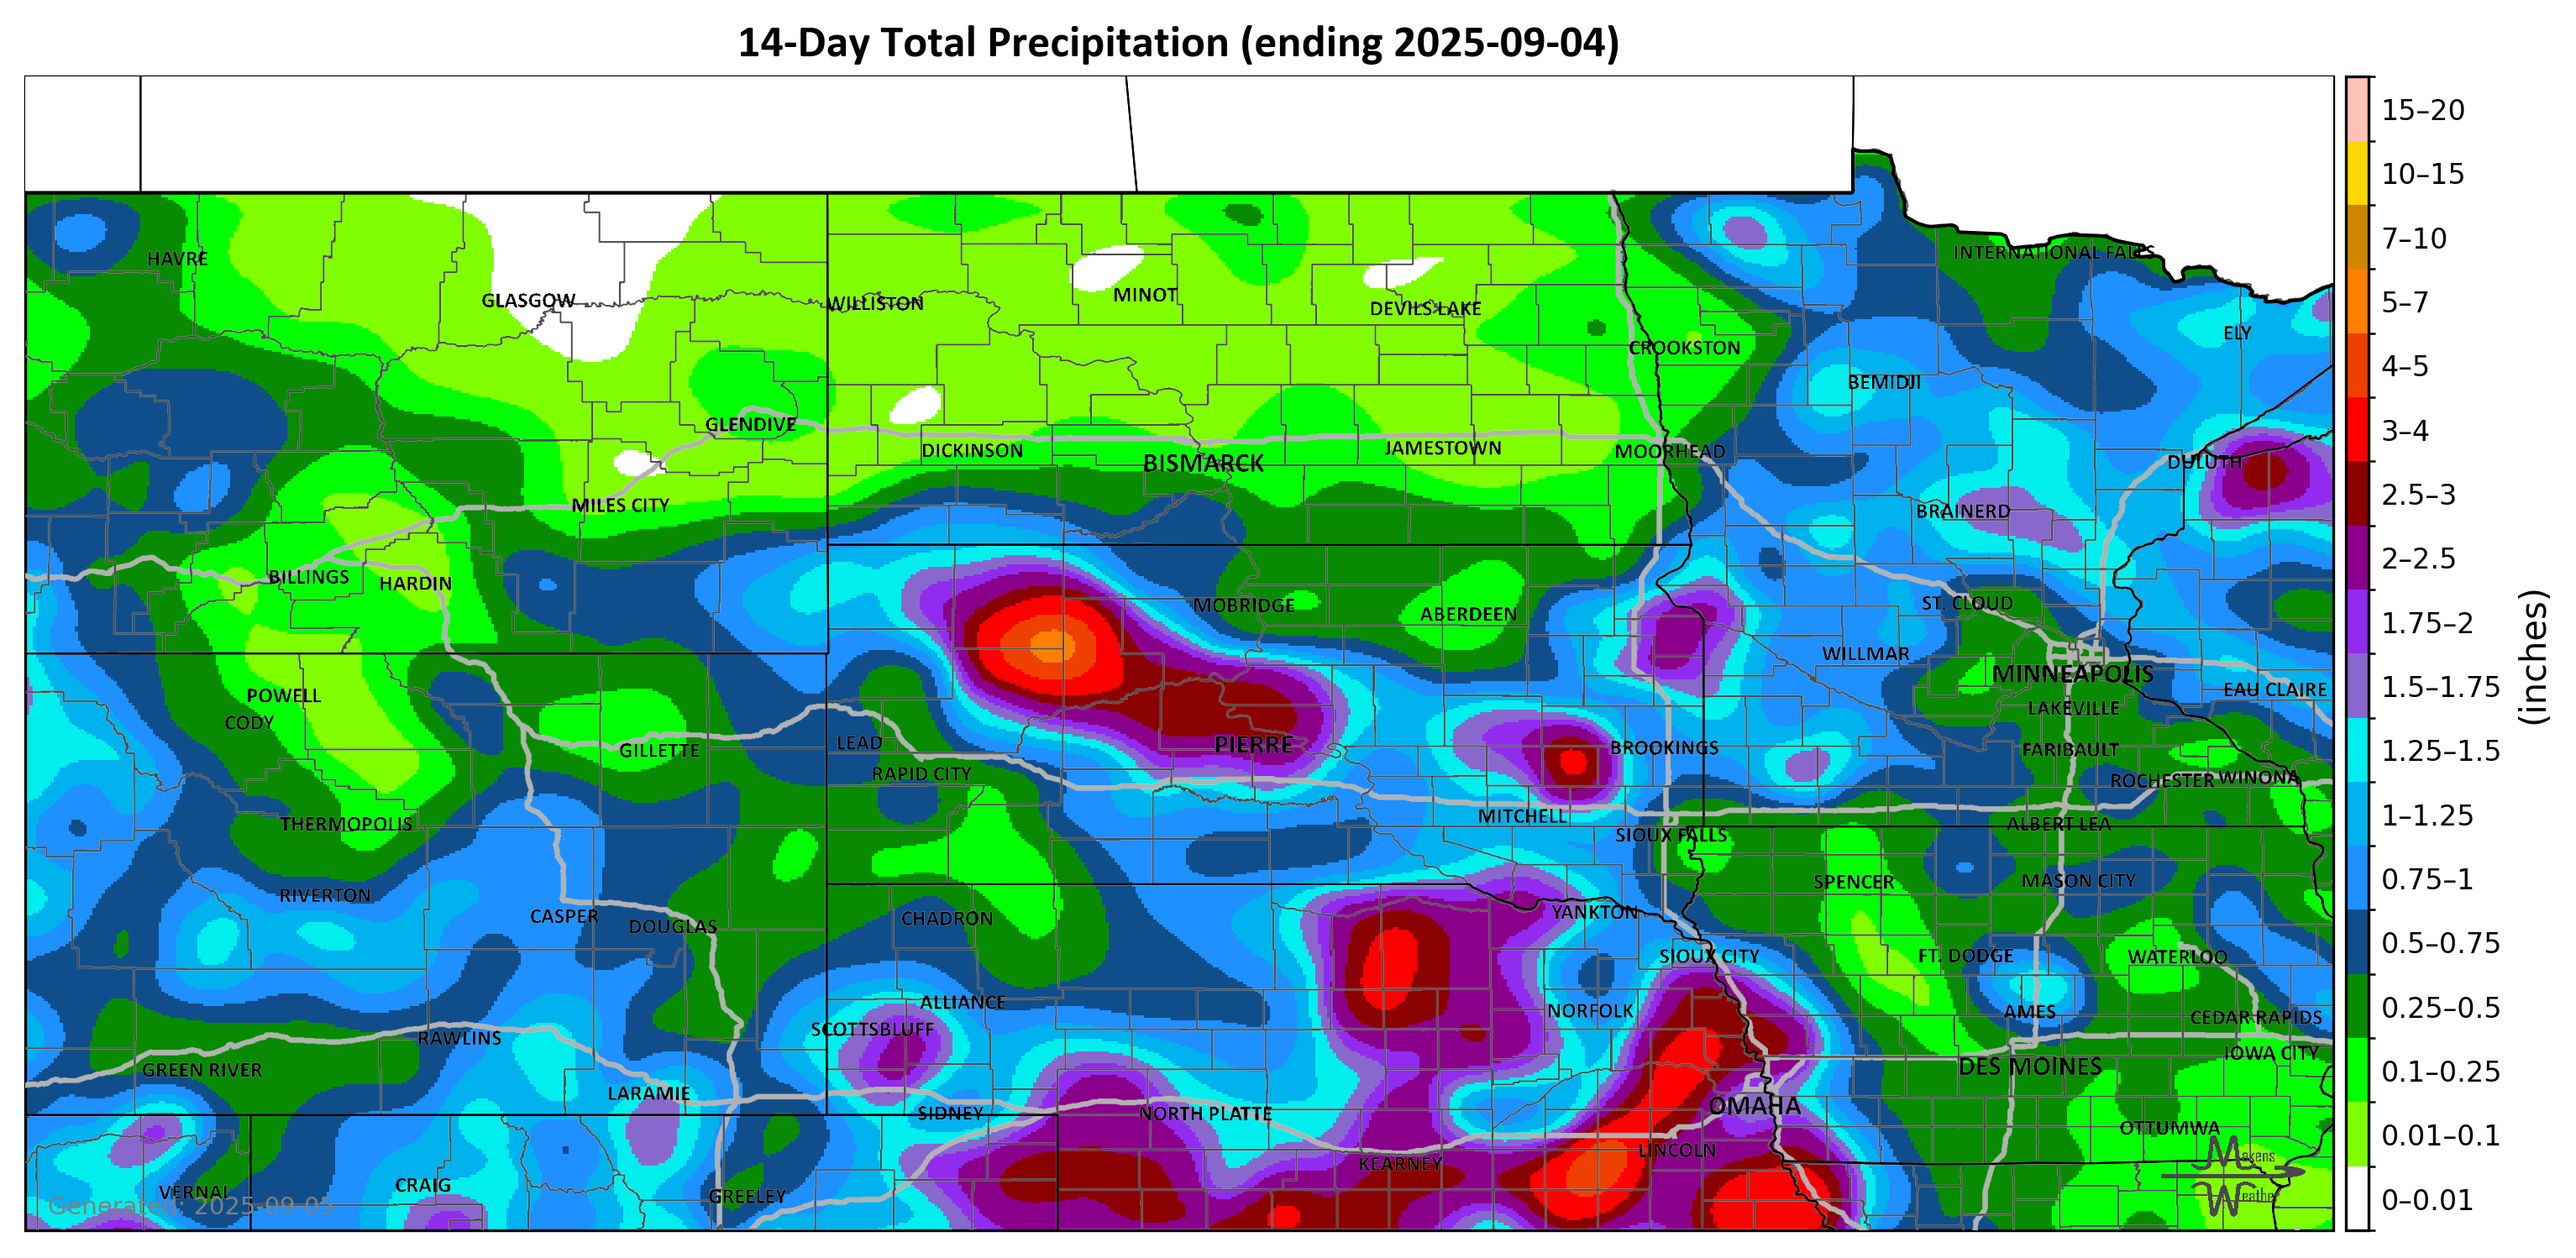 14-Day Total Precipitation (ending 2025-09-04)
15–20
10–15
7–10
5–7
4–5
3–4
2.5–3
2–2.5
1.75–2
1.5–1.75
1.25–1.5
1–1.25
0.75–1
0.5–0.75
0.25–0.5
0.1–0.25
0.01–0.1
0–0.01
(inches)
HAVRE
INTERNATIONAL FALLS
GLASGOW
WILLISTON
MINOT
DEVILS LAKE
ELY
CROOKSTON
BEMIDJI
GLENDIVE
DICKINSON
BISMARCK
JAMESTOWN
MOORHEAD
DULUTH
MILES CITY
BRAINERD
BILLINGS
HARDIN
MOBRIDGE
ABERDEEN
ST. CLOUD
WILLMAR
MINNEAPOLIS
POWELL
EAU CLAIRE
CODY
LAKEVILLE
GILLETTE
LEAD
PIERRE
BROOKINGS
FARIBAULT
RAPID CITY
ROCHESTER
WINONA
THERMOPOLIS
MITCHELL
ALBERT LEA
SIOUX FALLS
RIVERTON
SPENCER
MASON CITY
CASPER
DOUGLAS
CHADRON
YANKTON
SIOUX CITY
FT. DODGE
WATERLOO
ALLIANCE
NORFOLK
AMES
CEDAR RAPIDS
SCOTTSBLUFF
RAWLINS
IOWA CITY
GREEN RIVER
DES MOINES
LARAMIE
SIDNEY
NORTH PLATTE
OMAHA
OTTUMWA
LINCOLN
KEARNEY
VERNAL
CRAIG
GREELEY
Generated: 2025-09-05
Makens
Weather